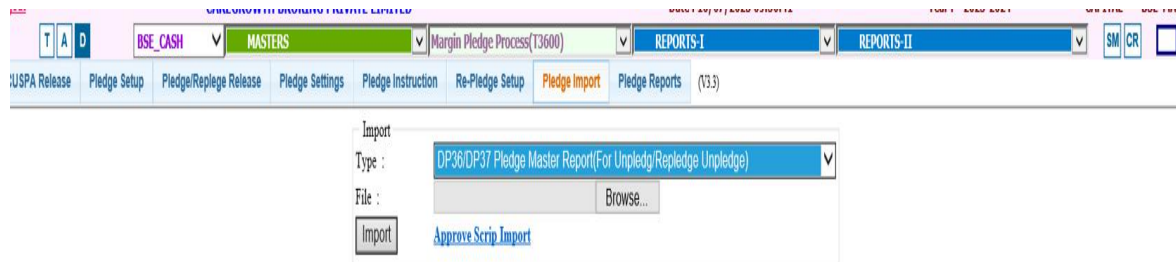 T A D BSE_CASH MASTERS Margin Pledge Process(T3600) REPORTS-I REPORTS-II SM CR
CUSPA Release Pledge Setup Pledge/Replege Release Pledge Settings Pledge Instruction Re-Pledge Setup Pledge Import Pledge Reports (V3.3)
Import
Type : DP36/DP37 Pledge Master Report(For Unpledg/Repledge Unpledge)
File : Browse...
Import Approve Scrip Import